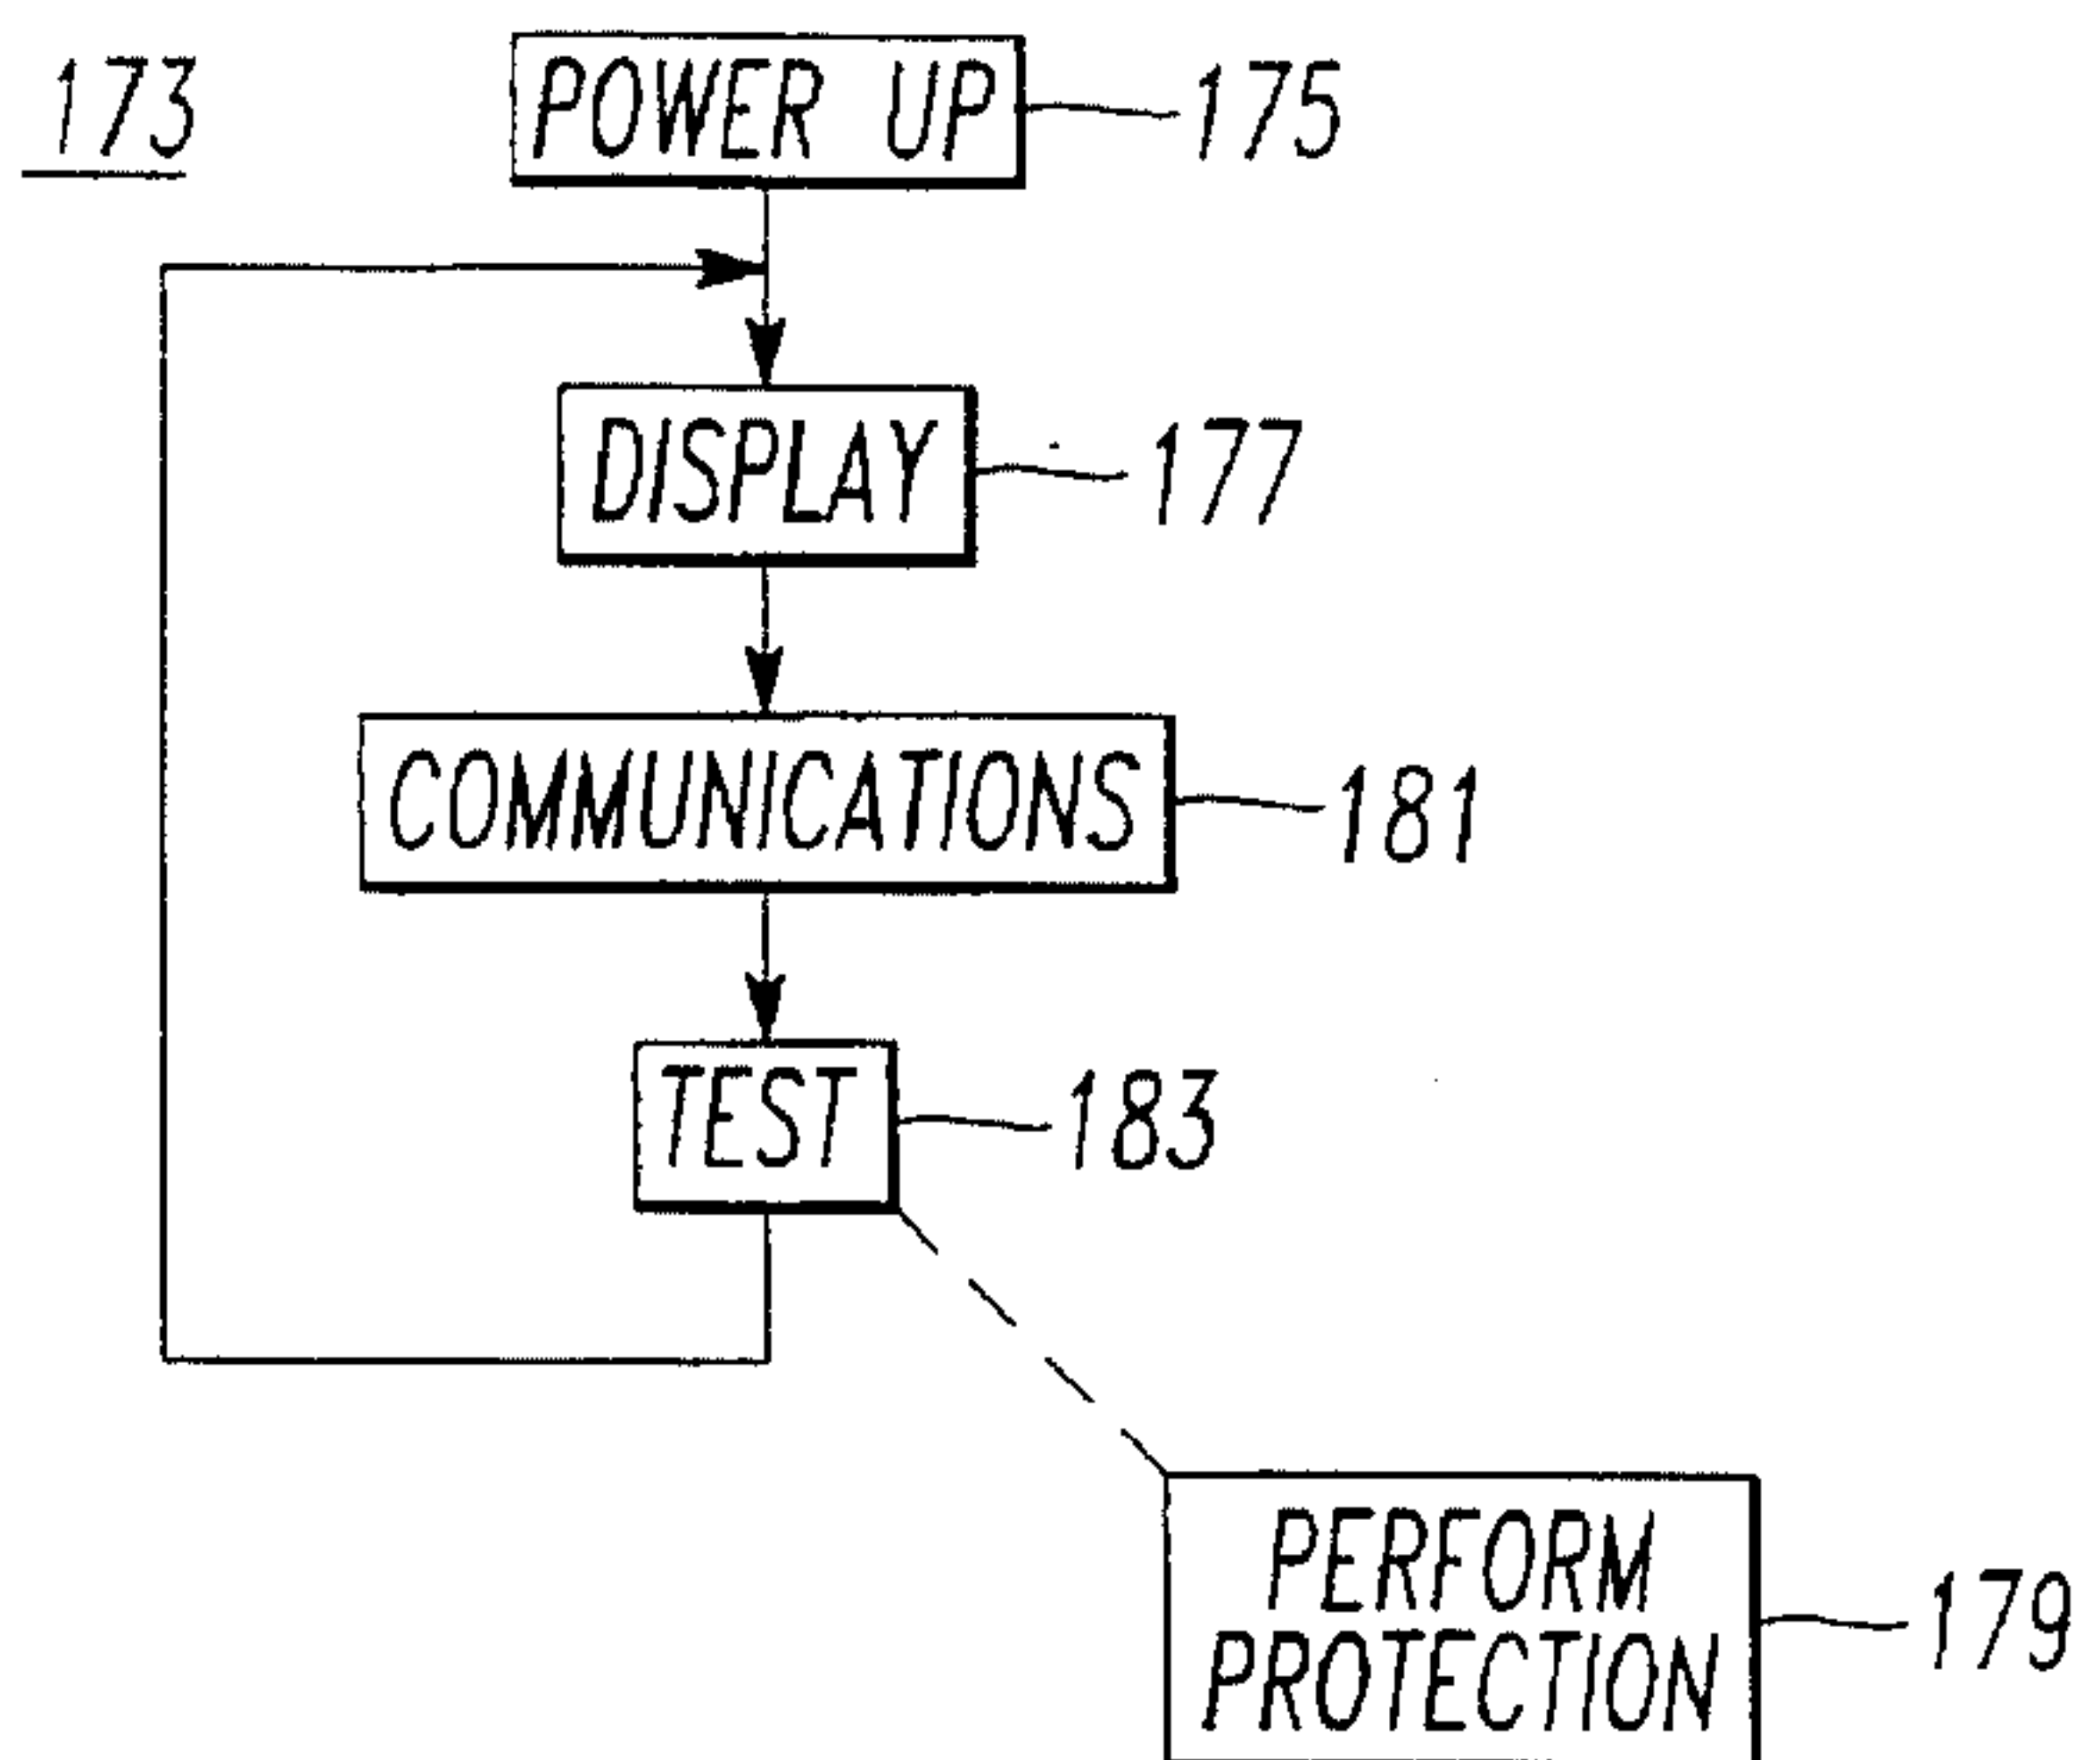 173
POWER UP
175
DISPLAY
177
COMMUNICATIONS
181
TEST
183
PERFORM
PROTECTION
179